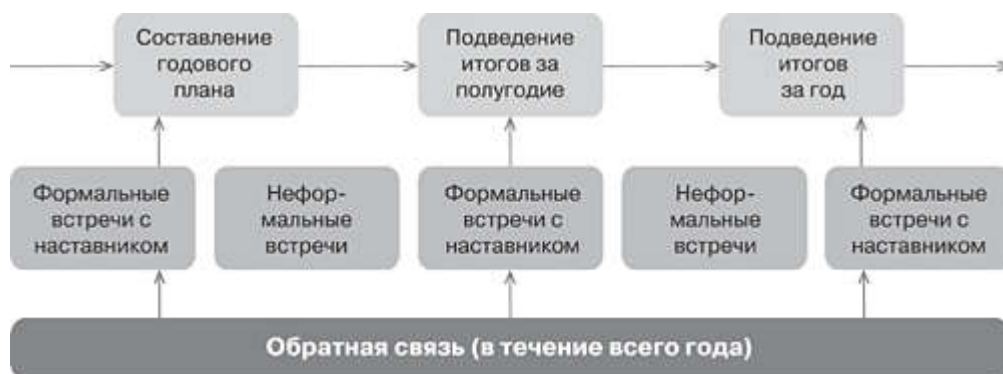 Составление
годового
плана
Подведение
итогов за
полугодие
Подведение
итогов
за год
Формальные
встречи с
наставником
Нефор-
мальные
встречи
Формальные
встречи с
наставником
Нефор-
мальные
встречи
Формальные
встречи с
наставником
Обратная связь (в течение всего года)